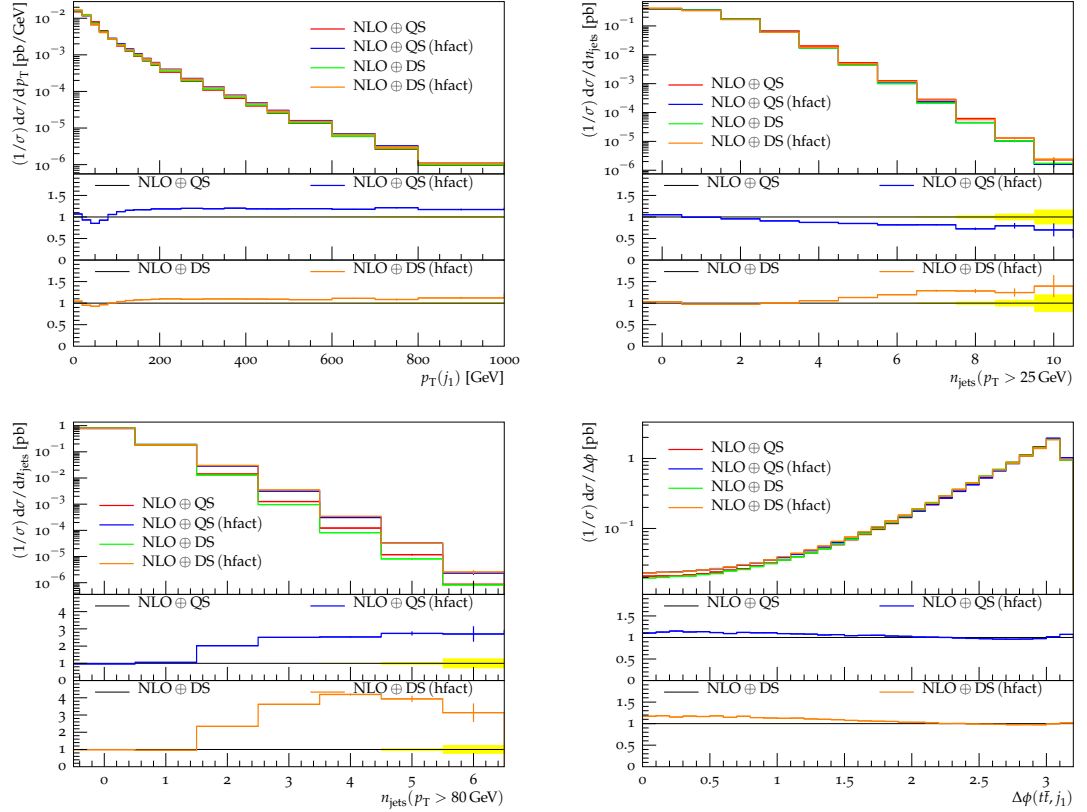 NLO ⊕ QS
NLO ⊕ QS (hfact)
NLO ⊕ DS
NLO ⊕ DS (hfact)
10⁻²
10⁻³
10⁻⁴
10⁻⁵
10⁻⁶
(1/σ) dσ/dp_T [pb/GeV]
NLO ⊕ QS NLO ⊕ QS (hfact)
1.5
1
0.5
0
NLO ⊕ DS NLO ⊕ DS (hfact)
1.5
1
0.5
0
0 200 400 600 800 1000
p_T(j₁) [GeV]
NLO ⊕ QS
NLO ⊕ QS (hfact)
NLO ⊕ DS
NLO ⊕ DS (hfact)
10⁻¹
10⁻²
10⁻³
10⁻⁴
10⁻⁵
10⁻⁶
(1/σ) dσ/dn_jets [pb]
NLO ⊕ QS NLO ⊕ QS (hfact)
1.5
1
0.5
0
NLO ⊕ DS NLO ⊕ DS (hfact)
1.5
1
0.5
0
0 2 4 6 8 10
n_jets(p_T > 25 GeV)
NLO ⊕ QS
NLO ⊕ QS (hfact)
NLO ⊕ DS
NLO ⊕ DS (hfact)
1
10⁻¹
10⁻²
10⁻³
10⁻⁴
10⁻⁵
10⁻⁶
(1/σ) dσ/dn_jets [pb]
NLO ⊕ QS NLO ⊕ QS (hfact)
4
3
2
1
0
NLO ⊕ DS NLO ⊕ DS (hfact)
4
3
2
1
0
0 1 2 3 4 5 6
n_jets(p_T > 80 GeV)
NLO ⊕ QS
NLO ⊕ QS (hfact)
NLO ⊕ DS
NLO ⊕ DS (hfact)
10⁻¹
(1/σ) dσ/Δϕ [pb]
NLO ⊕ QS NLO ⊕ QS (hfact)
1.5
1
0.5
0
NLO ⊕ DS NLO ⊕ DS (hfact)
1.5
1
0.5
0
0 0.5 1 1.5 2 2.5 3
Δϕ(tt̄, j₁)